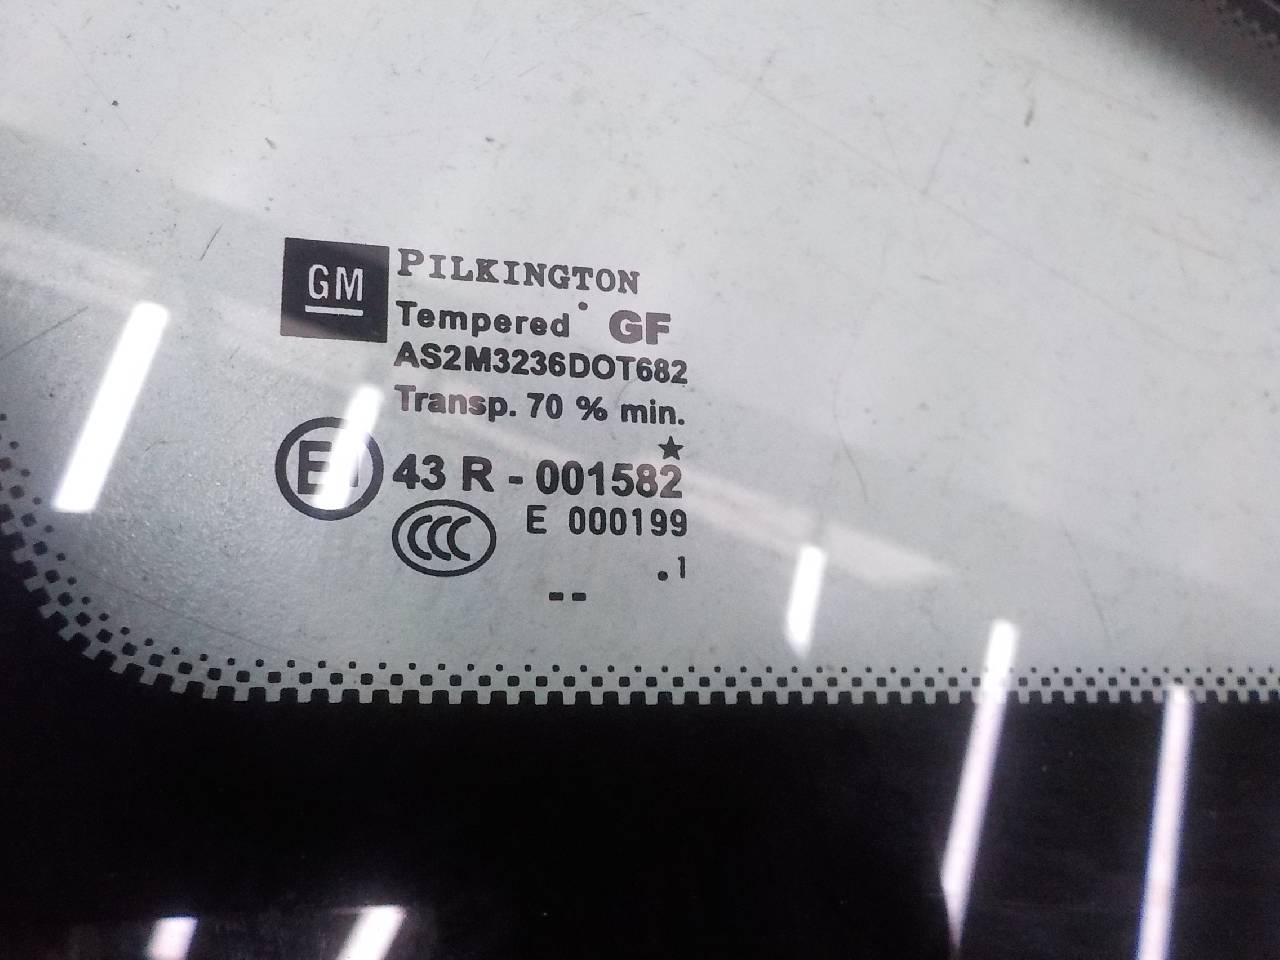 GM
PILKINGTON
Tempered GF
AS2M3236DOT682
Transp. 70 % min.
E1 43 R - 001582
CCC E 000199
.1
--